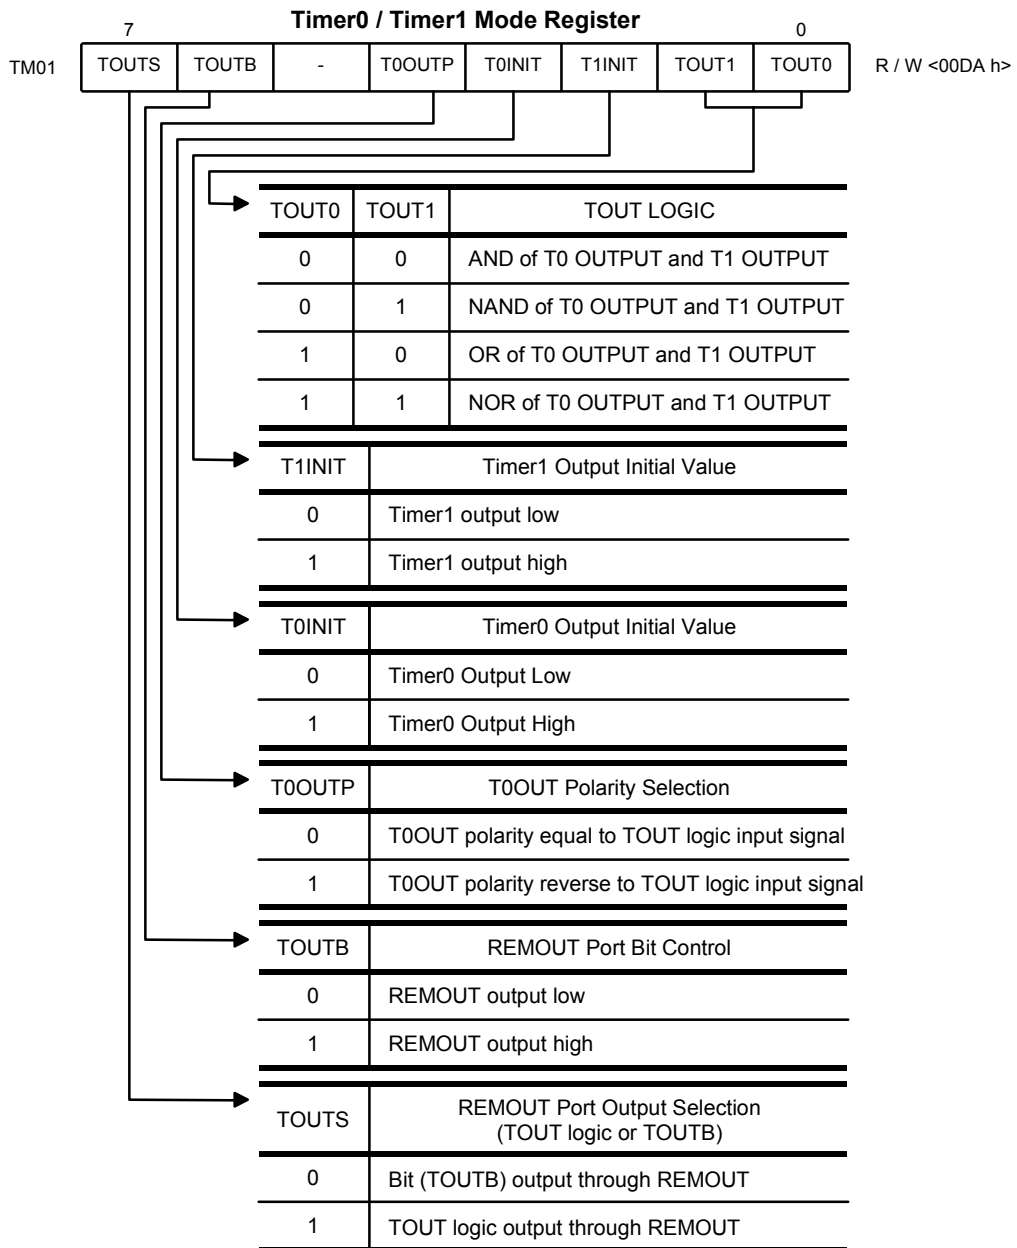 Timer0 / Timer1 Mode Register
7 0
TM01 TOUTS TOUTB - T0OUTP T0INIT T1INIT TOUT1 TOUT0 R / W <00DA h>
TOUT0 TOUT1 TOUT LOGIC
0 0 AND of T0 OUTPUT and T1 OUTPUT
0 1 NAND of T0 OUTPUT and T1 OUTPUT
1 0 OR of T0 OUTPUT and T1 OUTPUT
1 1 NOR of T0 OUTPUT and T1 OUTPUT
T1INIT Timer1 Output Initial Value
0 Timer1 output low
1 Timer1 output high
T0INIT Timer0 Output Initial Value
0 Timer0 Output Low
1 Timer0 Output High
T0OUTP T0OUT Polarity Selection
0 T0OUT polarity equal to TOUT logic input signal
1 T0OUT polarity reverse to TOUT logic input signal
TOUTB REMOUT Port Bit Control
0 REMOUT output low
1 REMOUT output high
TOUTS REMOUT Port Output Selection
(TOUT logic or TOUTB)
0 Bit (TOUTB) output through REMOUT
1 TOUT logic output through REMOUT